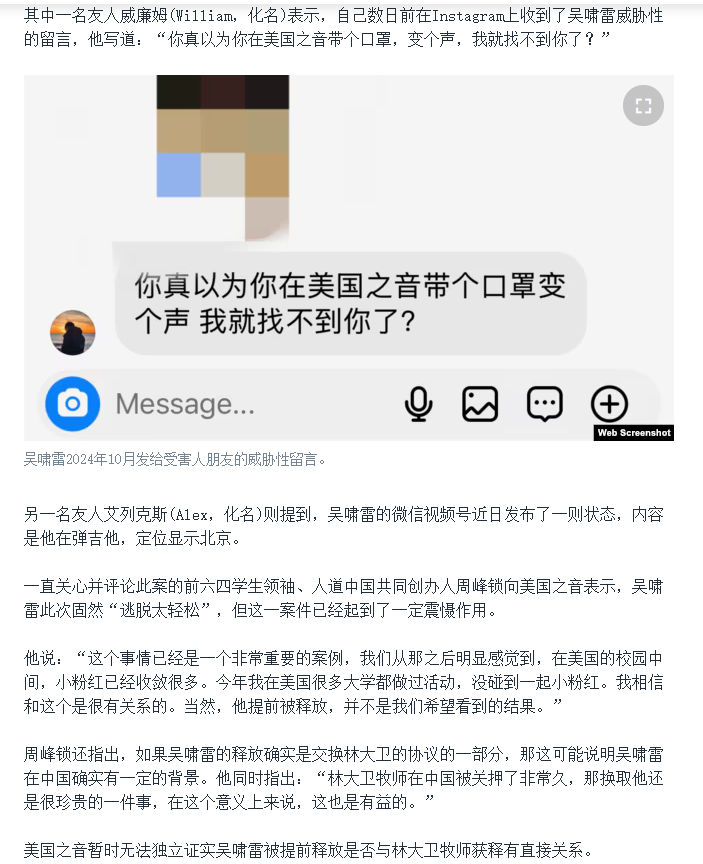 其中一名友人威廉姆(William，化名)表示，自己数日前在Instagram上收到了吴啸雷威胁性
的留言，他写道：“你真以为你在美国之音带个口罩，变个声，我就找不到你了？”
你真以为你在美国之音带个口罩变
个声 我就找不到你了？
Message...
Web Screenshot
吴啸雷2024年10月发给受害人朋友的威胁性留言。
另一名友人艾列克斯(Alex，化名)则提到，吴啸雷的微信视频号近日发布了一则状态，内容
是他在弹吉他，定位显示北京。
一直关心并评论此案的前六四学生领袖、人道中国共同创办人周峰锁向美国之音表示，吴啸
雷此次固然“逃脱太轻松”，但这一案件已经起到了一定震慑作用。
他说：“这个事情已经是一个非常重要的案例，我们从那之后明显感觉到，在美国的校园中
间，小粉红已经收敛很多。今年我在美国很多大学都做过活动，没碰到一起小粉红。我相信
和这个是很有关系的。当然，他提前被释放，并不是我们希望看到的结果。”
周峰锁还指出，如果吴啸雷的释放确实是交换林大卫的协议的一部分，那这可能说明吴啸雷
在中国确实有一定的背景。他同时指出：“林大卫牧师在中国被关押了非常久，那换取他还
是很珍贵的一件事，在这个意义上来说，这也是有益的。”
美国之音暂时无法独立证实吴啸雷被提前释放是否与林大卫牧师获释有直接关系。